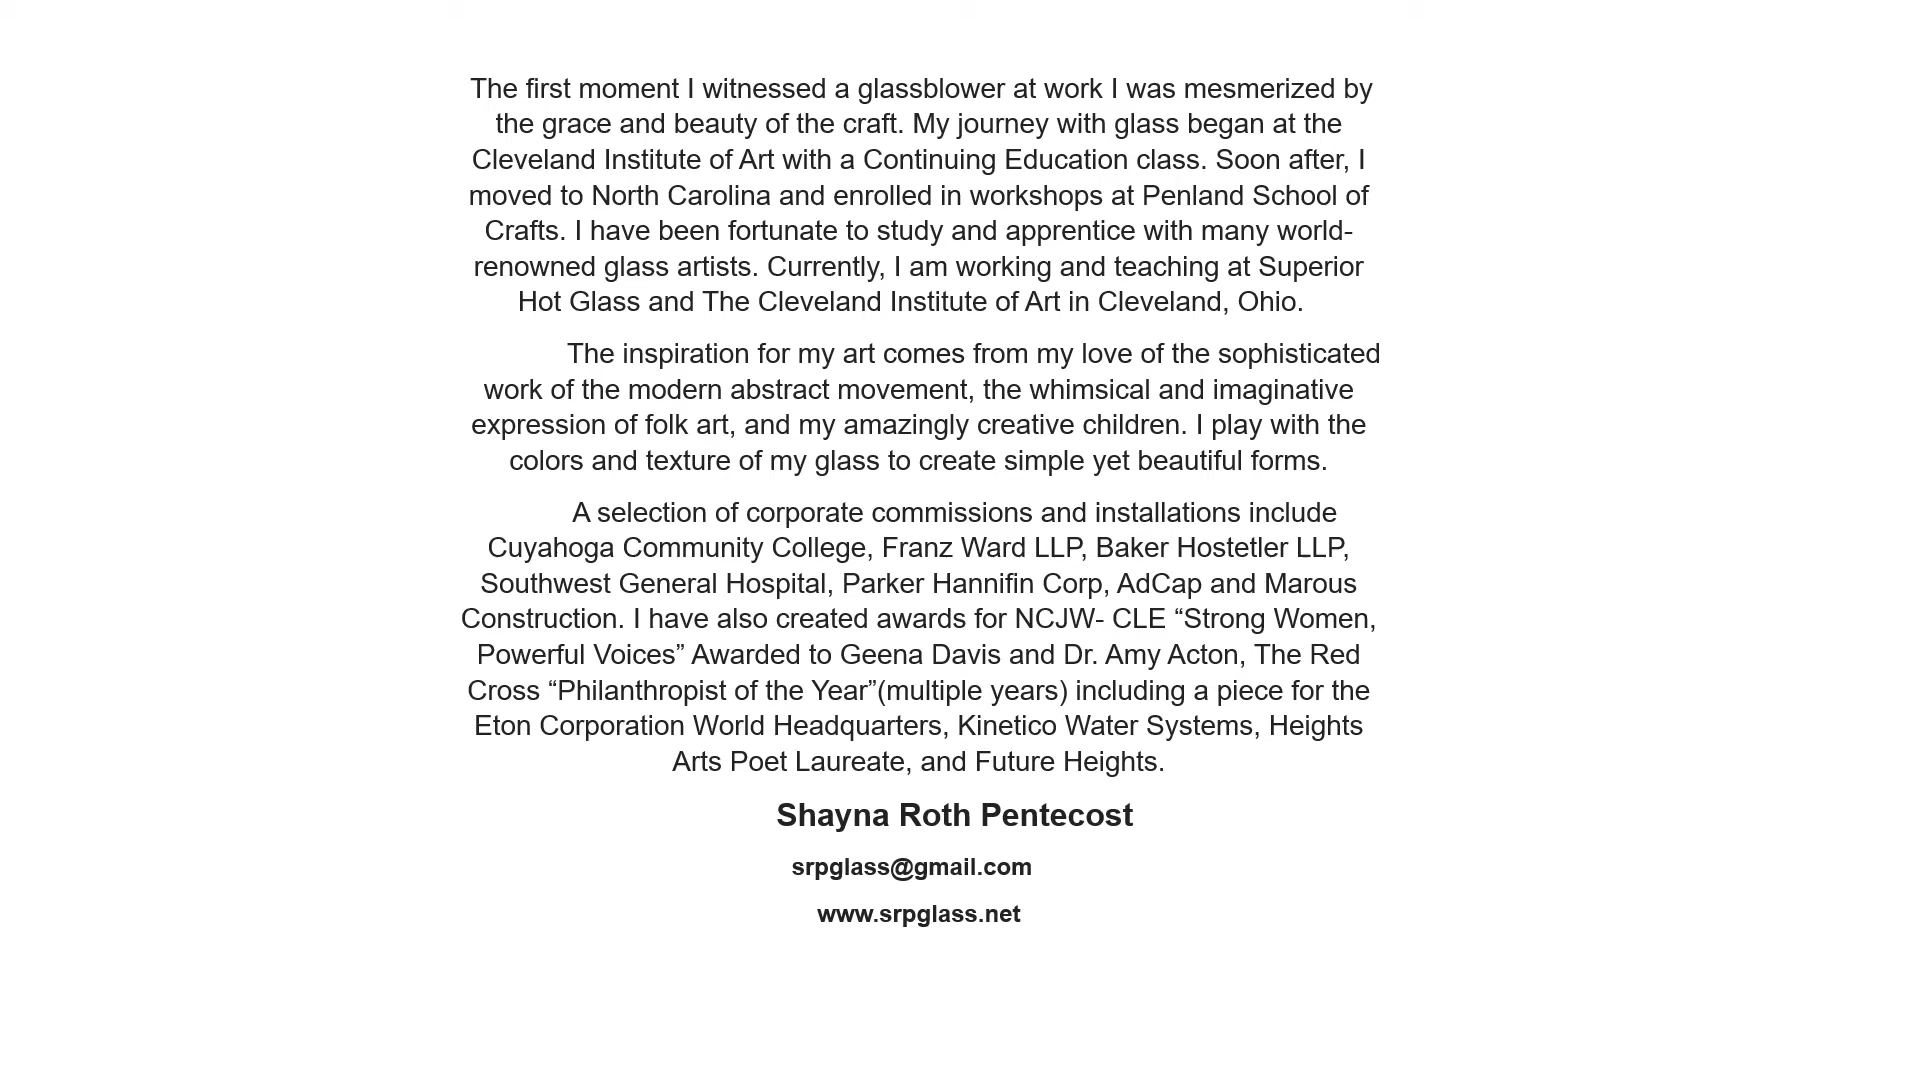 The first moment I witnessed a glassblower at work I was mesmerized by
the grace and beauty of the craft. My journey with glass began at the
Cleveland Institute of Art with a Continuing Education class. Soon after, I
moved to North Carolina and enrolled in workshops at Penland School of
Crafts. I have been fortunate to study and apprentice with many world-
renowned glass artists. Currently, I am working and teaching at Superior
Hot Glass and The Cleveland Institute of Art in Cleveland, Ohio.
The inspiration for my art comes from my love of the sophisticated
work of the modern abstract movement, the whimsical and imaginative
expression of folk art, and my amazingly creative children. I play with the
colors and texture of my glass to create simple yet beautiful forms.
A selection of corporate commissions and installations include
Cuyahoga Community College, Franz Ward LLP, Baker Hostetler LLP,
Southwest General Hospital, Parker Hannifin Corp, AdCap and Marous
Construction. I have also created awards for NCJW- CLE “Strong Women,
Powerful Voices” Awarded to Geena Davis and Dr. Amy Acton, The Red
Cross “Philanthropist of the Year”(multiple years) including a piece for the
Eton Corporation World Headquarters, Kinetico Water Systems, Heights
Arts Poet Laureate, and Future Heights.
Shayna Roth Pentecost
srpglass@gmail.com
www.srpglass.net